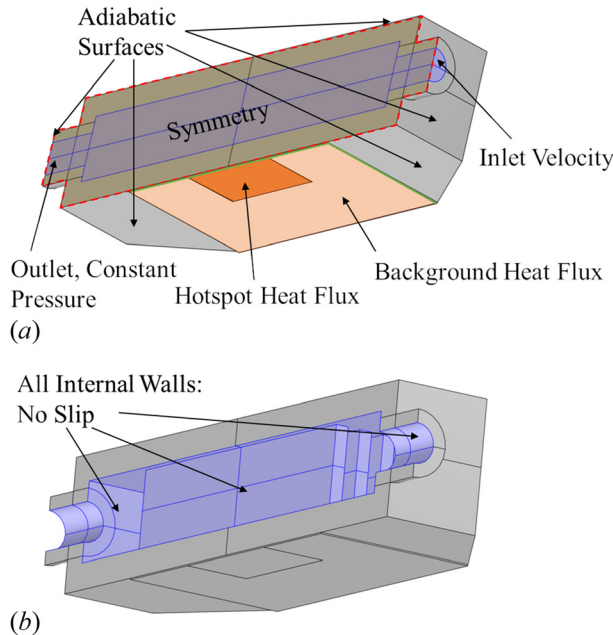 Adiabatic
Surfaces
Symmetry
Inlet Velocity
Outlet, Constant
Pressure
Hotspot Heat Flux
Background Heat Flux
(a)
All Internal Walls:
No Slip
(b)